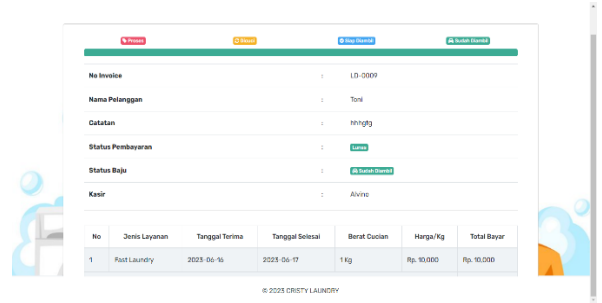 Proses Dicuci Siap Diambil Sudah Diambil
No Invoice : LD-0009
Nama Pelanggan : Toni
Catatan : hhhgfg
Status Pembayaran : Lunas
Status Baju : Sudah Diambil
Kasir : Alvino
No Jenis Layanan Tanggal Terima Tanggal Selesai Berat Cucian Harga/Kg Total Bayar
1 Fast Laundry 2023-06-16 2023-06-17 1 Kg Rp. 10,000 Rp. 10,000
© 2023 CRISTY LAUNDRY